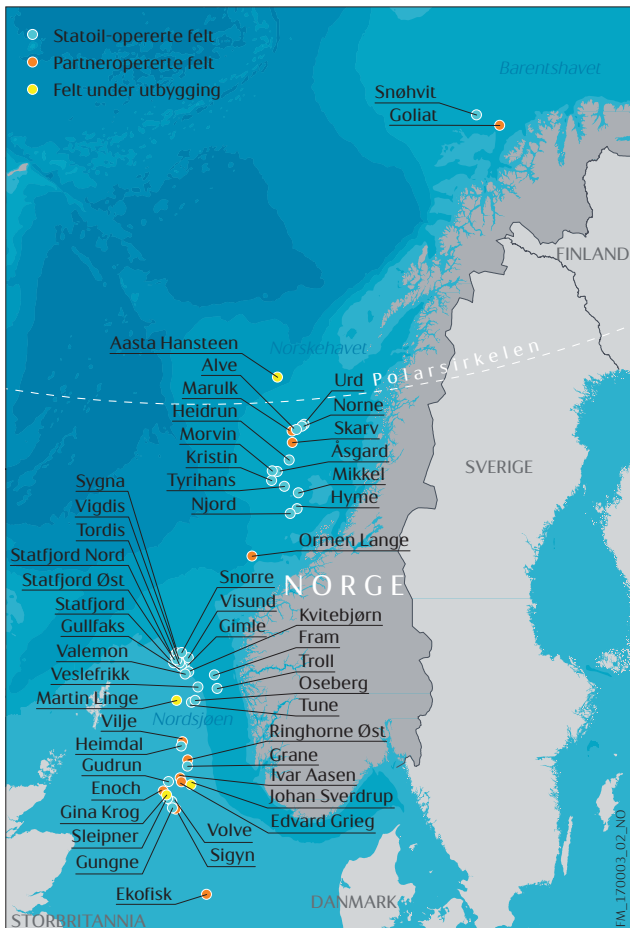 Statoil-opererte felt
Partneropererte felt
Felt under utbygging
Barentshavet
Snøhvit
Goliat
FINLAND
Aasta Hansteen
Norskehavet
Polarsirkelen
Alve
Urd
Marulk
Norne
Heidrun
Skarv
Morvin
Åsgard
Kristin
Mikkel
SVERIGE
Tyrihans
Hyme
Sygna
Njord
Vigdis
Tordis
Ormen Lange
Statfjord Nord
Statfjord Øst
Snorre
NORGE
Statfjord
Visund
Gullfaks
Gimle
Kvitebjørn
Valemon
Fram
Veslefrikk
Troll
Martin Linge
Oseberg
Nordsjøen
Tune
Vilje
Ringhorne Øst
Heimdal
Grane
Gudrun
Ivar Aasen
Enoch
Johan Sverdrup
Gina Krog
Edvard Grieg
Sleipner
Volve
Gungne
Sigyn
Ekofisk
DANMARK
STORBRITANNIA
FM_170003_02_NO